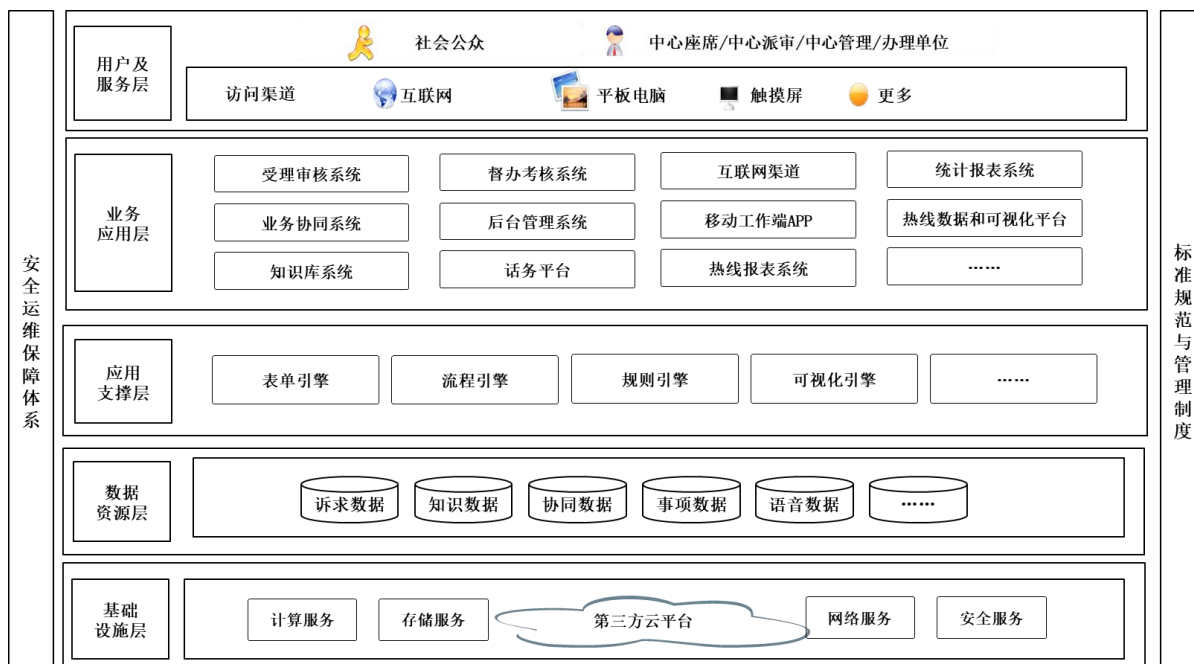 安全运维保障体系
用户及
服务层
社会公众
中心座席/中心派审/中心管理/办理单位
访问渠道
互联网
平板电脑
触摸屏
更多
业务
应用层
受理审核系统
督办考核系统
互联网渠道
统计报表系统
业务协同系统
后台管理系统
移动工作端APP
热线数据和可视化平台
知识库系统
话务平台
热线报表系统
……
应用
支撑层
表单引擎
流程引擎
规则引擎
可视化引擎
……
数据
资源层
诉求数据
知识数据
协同数据
事项数据
语音数据
……
基础
设施层
计算服务
存储服务
第三方云平台
网络服务
安全服务
标准规范与管理制度